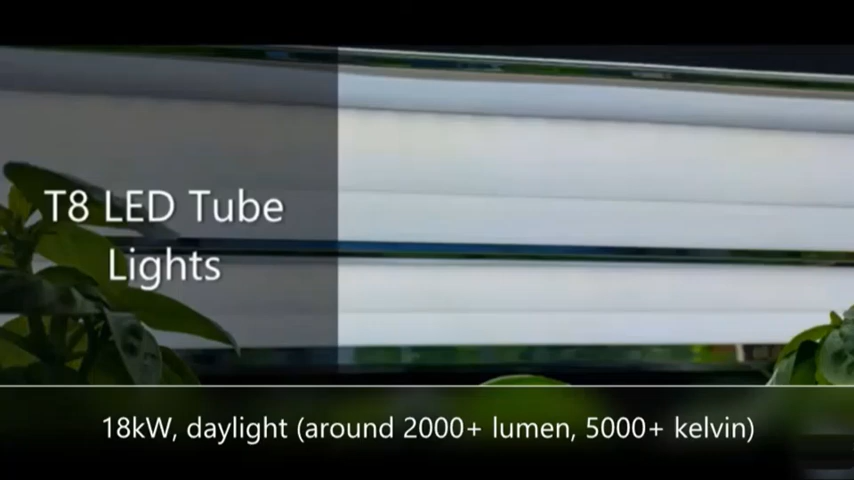 T8 LED Tube
Lights
18kW, daylight (around 2000+ lumen, 5000+ kelvin)